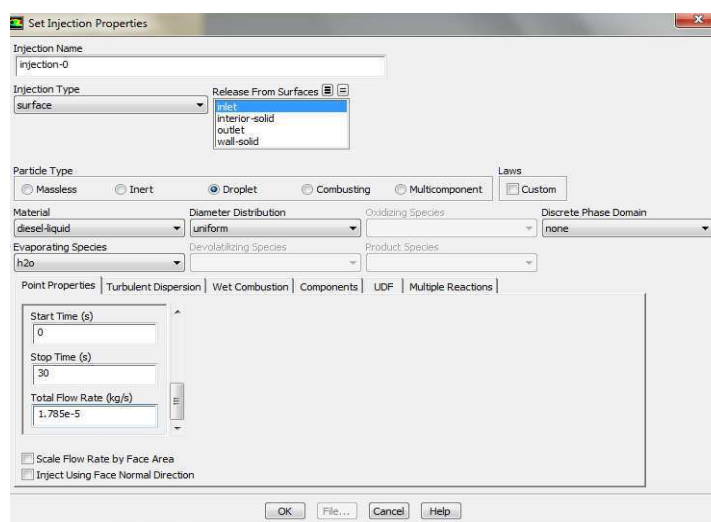 Set Injection Properties
Injection Name
injection-0
Injection Type
Release From Surfaces
surface
inlet
interior-solid
outlet
wall-solid
Particle Type
Laws
Massless Inert Droplet Combusting Multicomponent Custom
Material Diameter Distribution Oxidizing Species Discrete Phase Domain
diesel-liquid uniform none
Evaporating Species Devolatilizing Species Product Species
h2o
Point Properties Turbulent Dispersion Wet Combustion Components UDF Multiple Reactions
Start Time (s)
0
Stop Time (s)
30
Total Flow Rate (kg/s)
1.785e-5
Scale Flow Rate by Face Area
Inject Using Face Normal Direction
OK File... Cancel Help